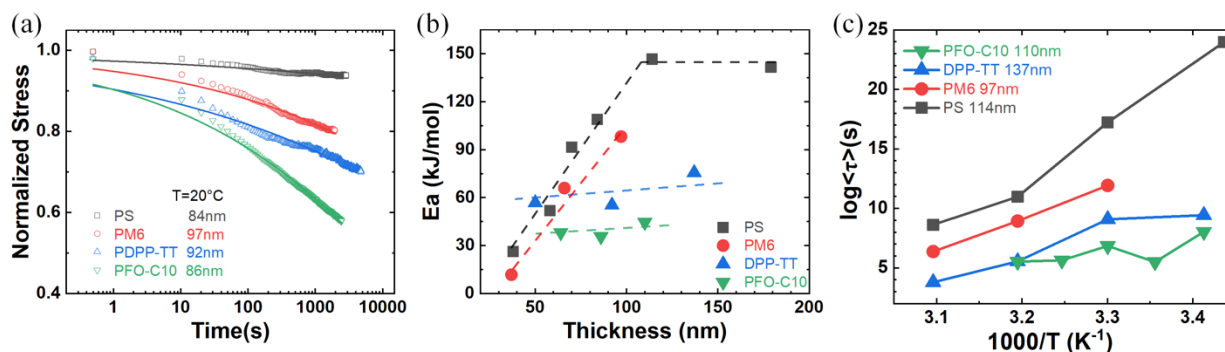 (a)
Normalized Stress
1.0
0.8
0.6
0.4
T=20°C
PS 84nm
PM6 97nm
PDPP-TT 92nm
PFO-C10 86nm
1 10 100 1000 10000
Time(s)
(b)
Ea (kJ/mol)
150
120
90
60
30
0
PS
PM6
DPP-TT
PFO-C10
50 100 150 200
Thickness (nm)
(c)
log<τ>(s)
25
20
15
10
5
PFO-C10 110nm
DPP-TT 137nm
PM6 97nm
PS 114nm
3.1 3.2 3.3 3.4
1000/T (K⁻¹)